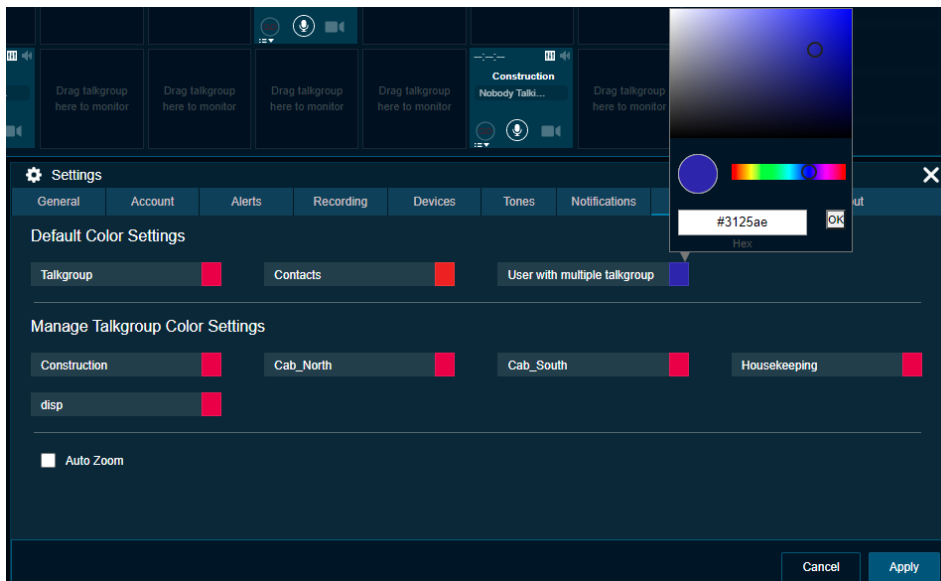 Drag talkgroup
here to monitor
Drag talkgroup
here to monitor
Drag talkgroup
here to monitor
Drag talkgroup
here to monitor
--:--:--
Construction
Nobody Talki...
Drag talkgroup
here to monitor
Settings
General Account Alerts Recording Devices Tones Notifications
#3125ae
OK
Hex
Default Color Settings
Talkgroup Contacts User with multiple talkgroup
Manage Talkgroup Color Settings
Construction Cab_North Cab_South Housekeeping
disp
Auto Zoom
Cancel Apply